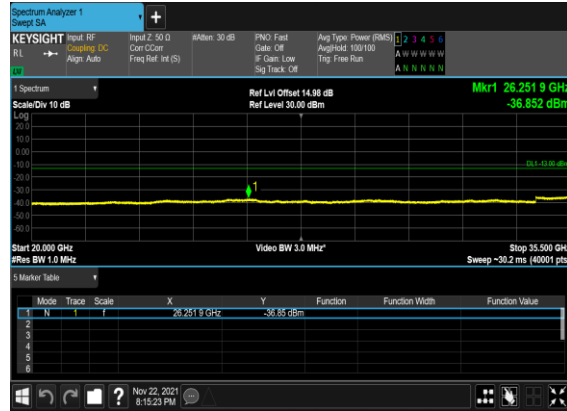 Spectrum Analyzer 1
Swept SA
+
KEYSIGHT Input: RF Input Z: 50 Ω #Atten: 30 dB PNO: Fast Avg Type: Power (RMS) 1 2 3 4 5 6
RL Coupling: DC Corr CCorr Gate: Off Avg|Hold: 100/100 A W W W W W
Align: Auto Freq Ref: Int (S) IF Gain: Low Trig: Free Run
Sig Track: Off A N N N N N
1 Spectrum Ref Lvl Offset 14.98 dB Mkr1 26.251 9 GHz
Scale/Div 10 dB Ref Level 30.00 dBm -36.852 dBm
Log
20.0
10.0
0.00
-10.0 DL1 -13.00 dBm
-20.0
-30.0 1
-40.0
-50.0
-60.0
Start 20.000 GHz Video BW 3.0 MHz* Stop 35.500 GHz
#Res BW 1.0 MHz Sweep ~30.2 ms (40001 pts)
5 Marker Table
Mode Trace Scale X Y Function Function Width Function Value
1 N 1 f 26.251 9 GHz -36.85 dBm
2
3
4
5
6
? Nov 22, 2021
8:15:23 PM